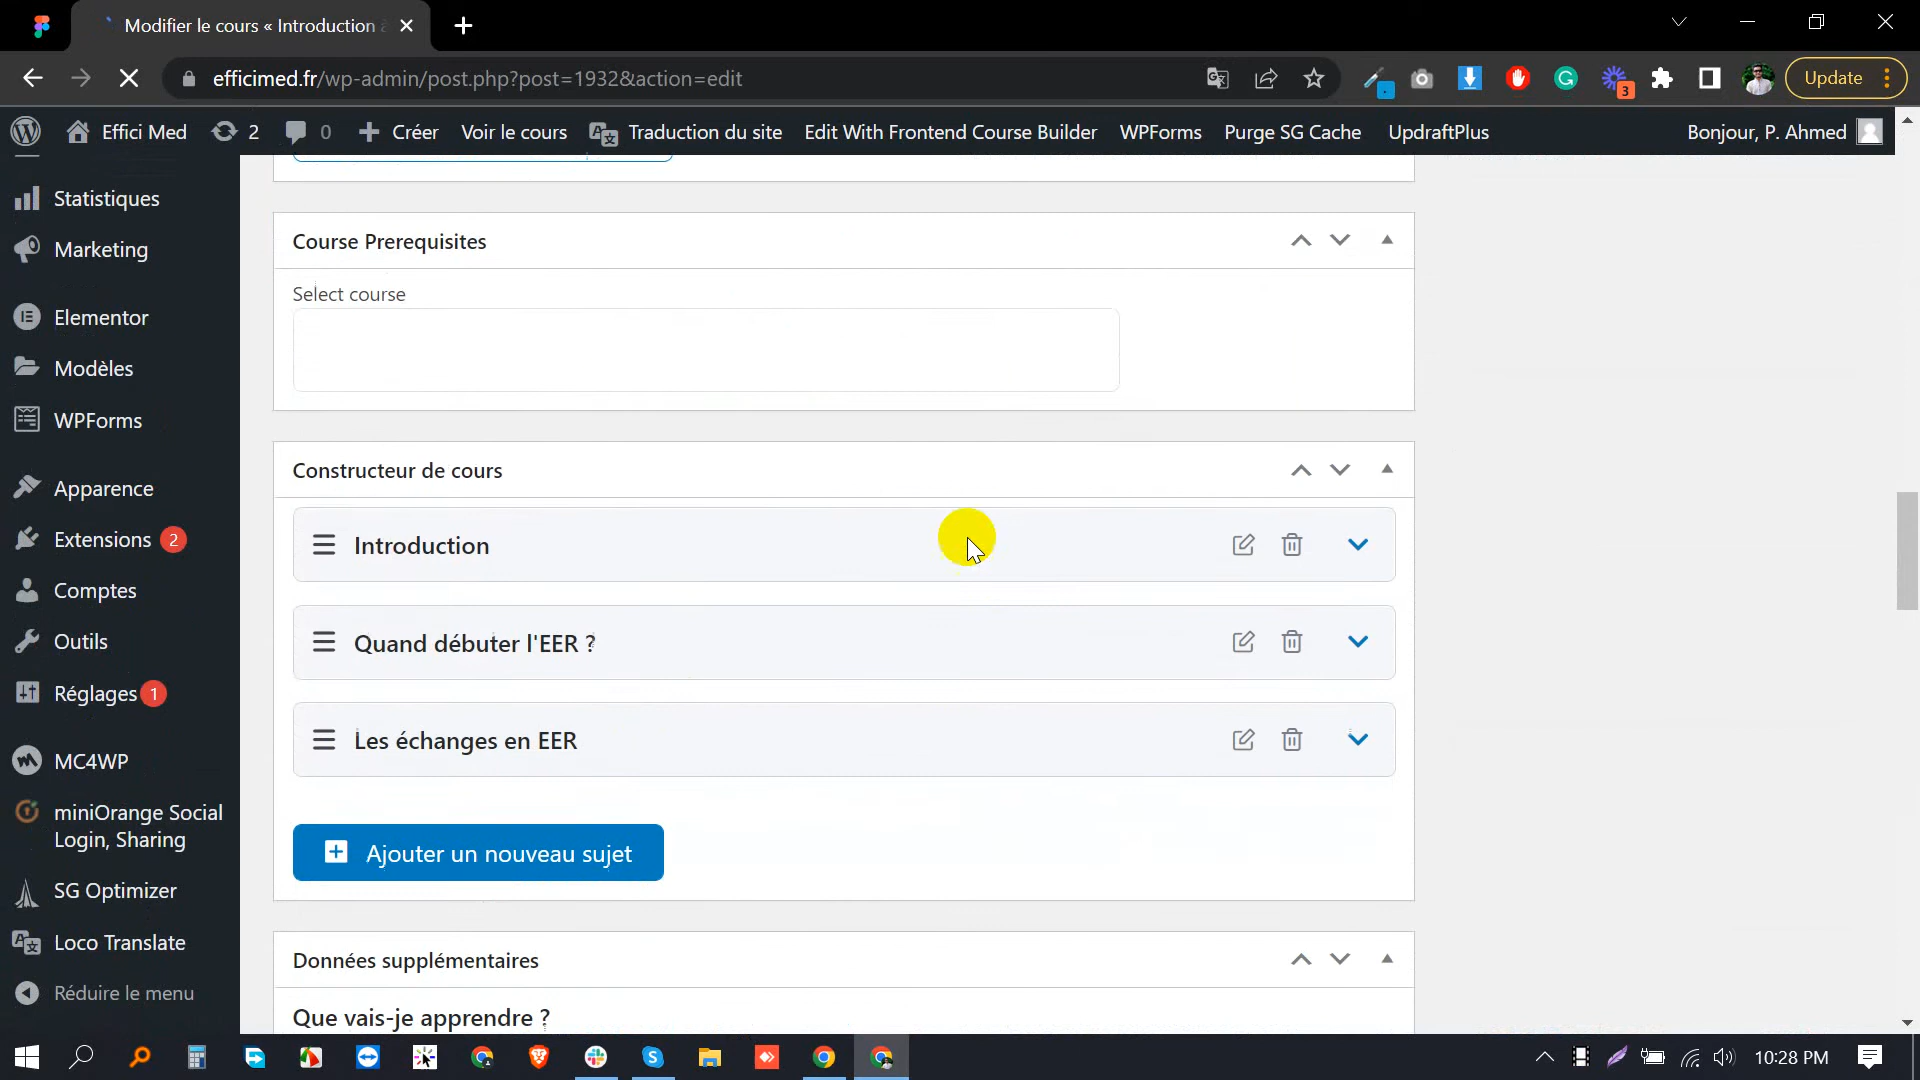 Modifier le cours « Introduction à
efficimed.fr/wp-admin/post.php?post=1932&action=edit
3
Update
Effici Med
2
0
Créer
Voir le cours
Traduction du site
Edit With Frontend Course Builder
WPForms
Purge SG Cache
UpdraftPlus
Bonjour, P. Ahmed
Statistiques
Marketing
Elementor
Modèles
WPForms
Apparence
Extensions 2
Comptes
Outils
Réglages 1
MC4WP
miniOrange Social
Login, Sharing
SG Optimizer
Loco Translate
Réduire le menu
Course Prerequisites
Select course
Constructeur de cours
Introduction
Quand débuter l'EER ?
Les échanges en EER
Ajouter un nouveau sujet
Données supplémentaires
Que vais-je apprendre ?
10:28 PM